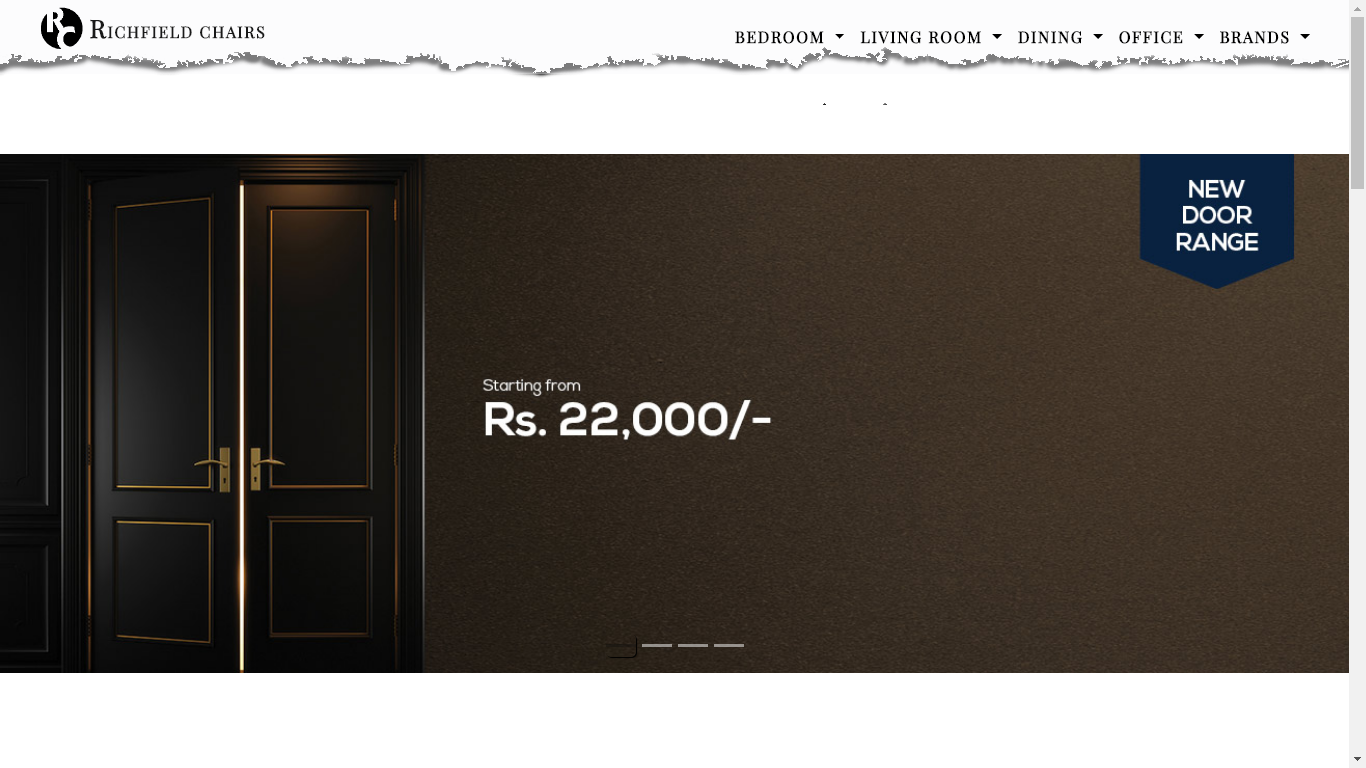 RC
RICHFIELD CHAIRS
BEDROOM
LIVING ROOM
DINING
OFFICE
BRANDS
NEW
DOOR
RANGE
Starting from
Rs. 22,000/-